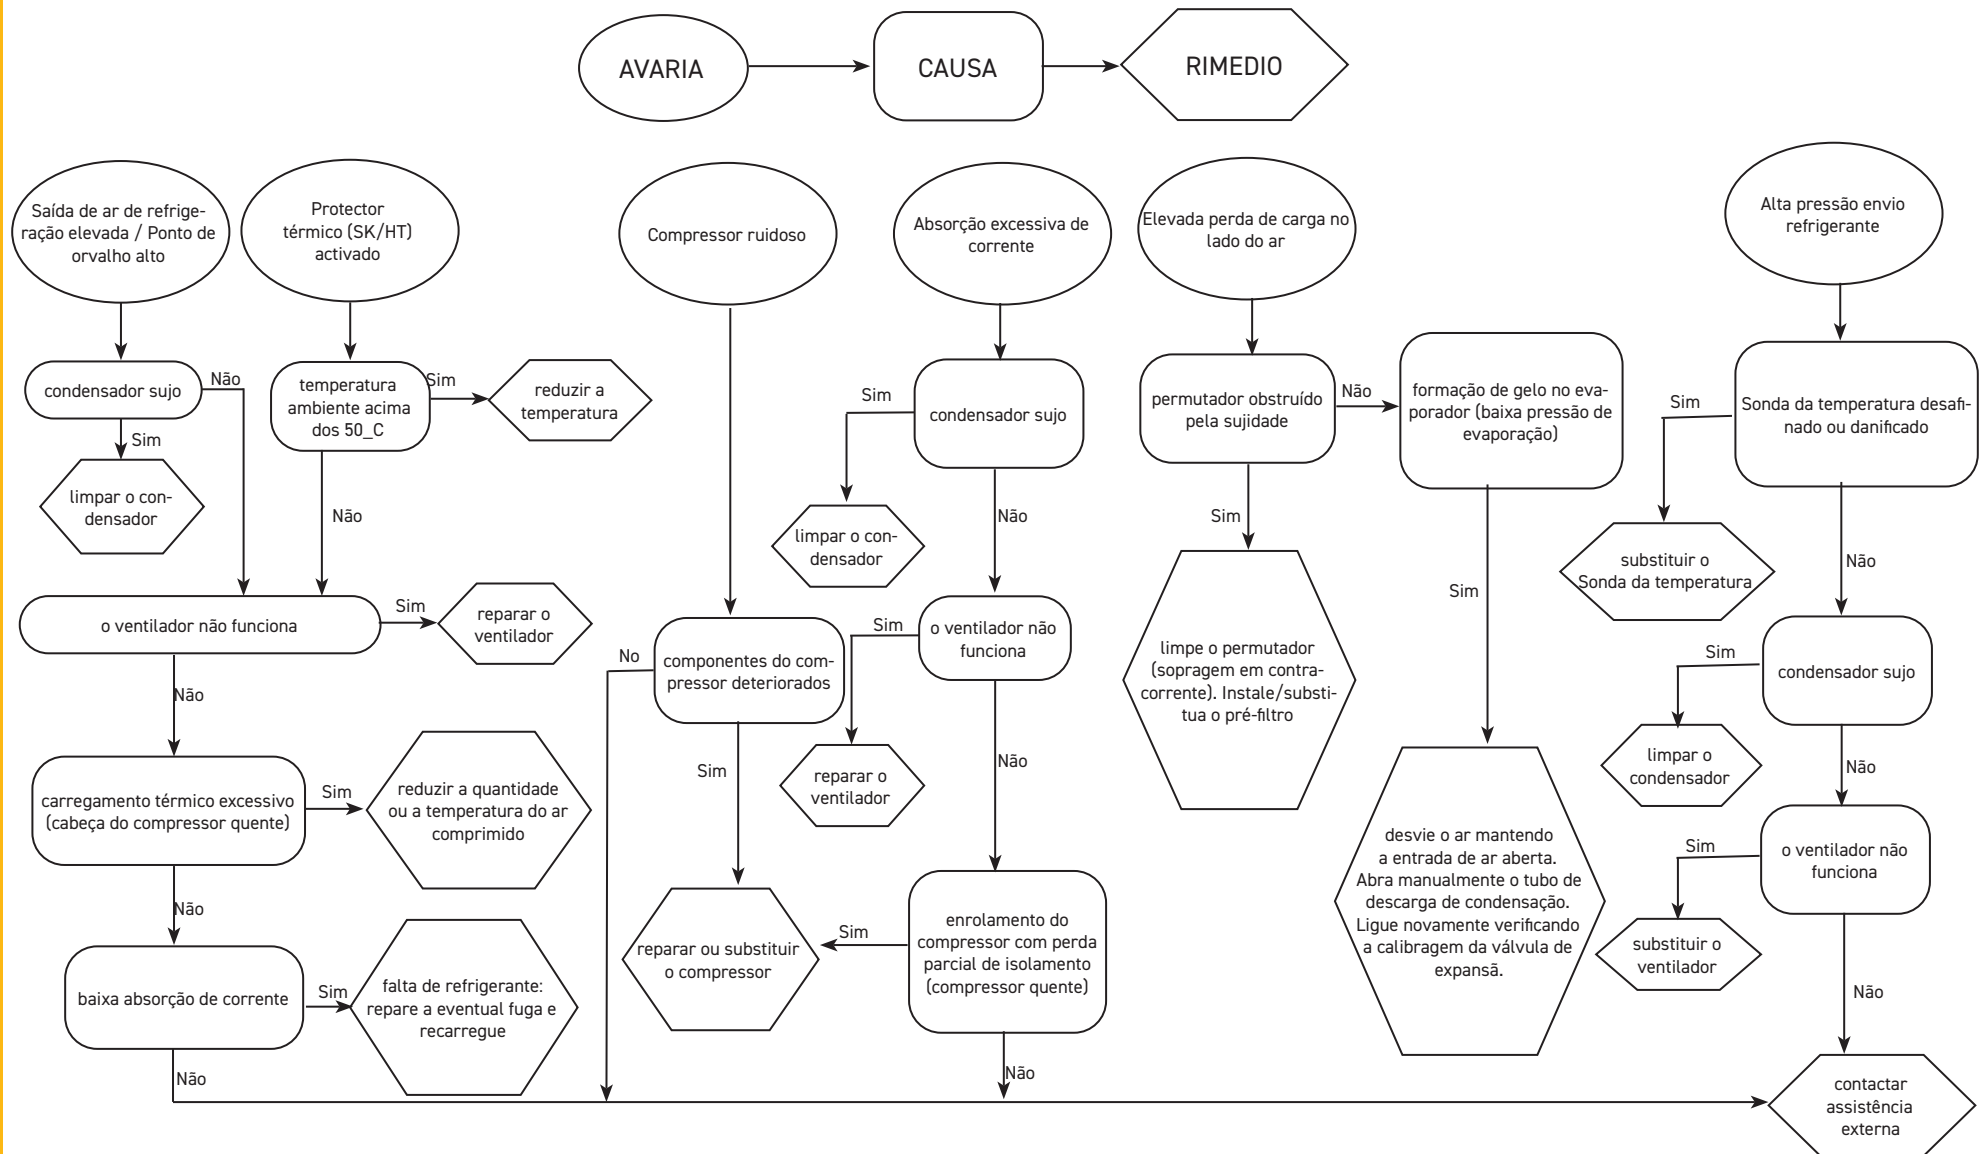 AVARIA
CAUSA
RIMEDIO
Saída de ar de refrige-
ração elevada / Ponto de
orvalho alto
condensador sujo
Não
Sim
limpar o con-
densador
Protector
térmico (SK/HT)
activado
temperatura
ambiente acima
dos 50_C
Sim
reduzir a
temperatura
Não
o ventilador não funciona
Sim
reparar o
ventilador
Não
carregamento térmico excessivo
(cabeça do compressor quente)
Sim
reduzir a quantidade
ou a temperatura do ar
comprimido
Não
baixa absorção de corrente
Sim
falta de refrigerante:
repare a eventual fuga e
recarregue
Não
Compressor ruidoso
No
componentes do com-
pressor deteriorados
Sim
reparar ou substituir
o compressor
Absorção excessiva de
corrente
Sim
condensador sujo
limpar o con-
densador
Não
Sim
o ventilador não
funciona
reparar o
ventilador
Não
Sim
enrolamento do
compressor com perda
parcial de isolamento
(compressor quente)
Não
Elevada perda de carga no
lado do ar
permutador obstruído
pela sujidade
Não
formação de gelo no eva-
porador (baixa pressão de
evaporação)
Sim
limpe o permutador
(sopragem em contra-
corrente). Instale/substi-
tua o pré-filtro
Sim
desvie o ar mantendo
a entrada de ar aberta.
Abra manualmente o tubo de
descarga de condensação.
Ligue novamente verificando
a calibragem da válvula de
expansã.
Alta pressão envio
refrigerante
Sim
Sonda da temperatura desafi-
nado ou danificado
substituir o
Sonda da temperatura
Não
Sim
condensador sujo
limpar o
condensador
Não
Sim
o ventilador não
funciona
substituir o
ventilador
Não
contactar
assistência
externa